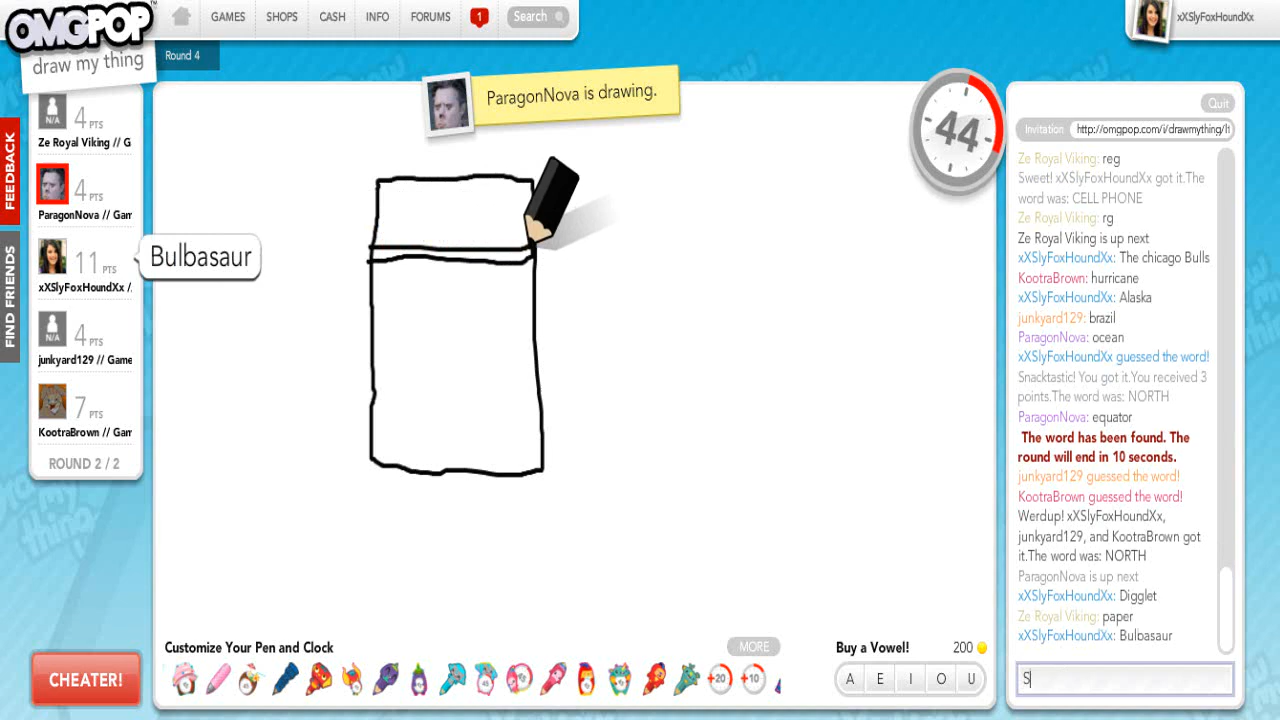 OMGPOP™
draw my thing
GAMES SHOPS CASH INFO FORUMS 1 Search
xXSlyFoxHoundXx
Round 4
FEEDBACK
FIND FRIENDS
N/A 4 PTS
Ze Royal Viking // G
4 PTS
ParagonNova // Gam
11 PTS
xXSlyFoxHoundXx /
N/A 4 PTS
junkyard129 // Game
7 PTS
KootraBrown // Gam
ROUND 2 / 2
CHEATER!
Bulbasaur
ParagonNova is drawing.
44
Quit
Invitation http://omgpop.com/i/drawmything/1
Ze Royal Viking: reg
Sweet! xXSlyFoxHoundXx got it.The
word was: CELL PHONE
Ze Royal Viking: rg
Ze Royal Viking is up next
xXSlyFoxHoundXx: The chicago Bulls
KootraBrown: hurricane
xXSlyFoxHoundXx: Alaska
junkyard129: brazil
ParagonNova: ocean
xXSlyFoxHoundXx guessed the word!
Snacktastic! You got it.You received 3
points.The word was: NORTH
ParagonNova: equator
The word has been found. The
round will end in 10 seconds.
junkyard129 guessed the word!
KootraBrown guessed the word!
Werdup! xXSlyFoxHoundXx,
junkyard129, and KootraBrown got
it.The word was: NORTH
ParagonNova is up next
xXSlyFoxHoundXx: Digglet
Ze Royal Viking: paper
xXSlyFoxHoundXx: Bulbasaur
S
Customize Your Pen and Clock MORE
+20 +10
Buy a Vowel! 200
A E I O U